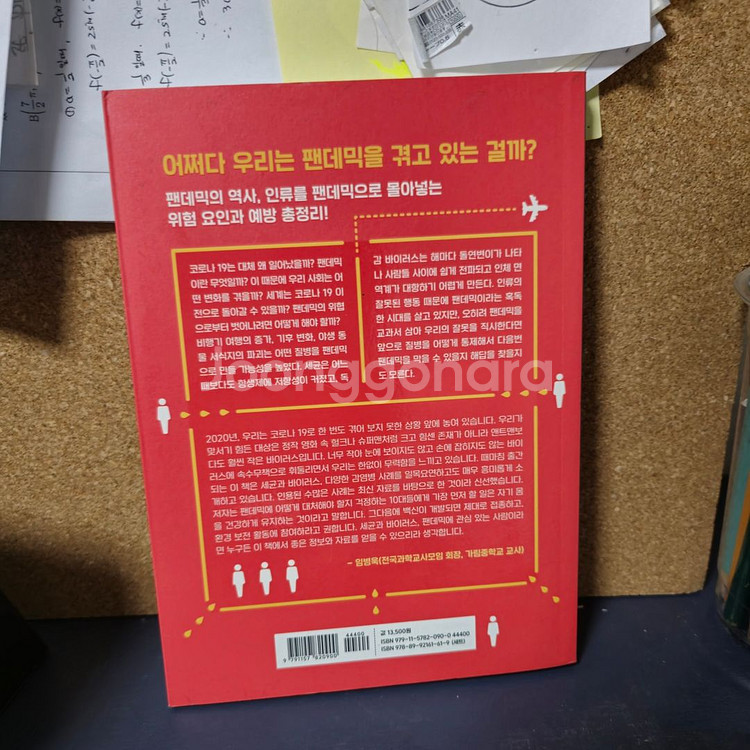 어쩌다 우리는 팬데믹을 겪고 있는 걸까?
팬데믹의 역사, 인류를 팬데믹으로 몰아넣는
위험 요인과 예방 총정리!
코로나 19는 대체 왜 일어났을까? 팬데믹
이란 무엇일까? 이 때문에 우리 사회는 어
떤 변화를 겪을까? 세계는 코로나 19 이
전으로 돌아갈 수 있을까? 팬데믹의 위험
으로부터 벗어나려면 어떻게 해야 할까?
비행기 여행의 증가, 기후 변화, 야생 동
물 서식지의 파괴는 어떤 질병을 팬데믹
으로 만들 가능성을 높았다. 세균은 어느
때보다도 항생제에 저항성이 커졌고, 독
감 바이러스는 해마다 돌연변이가 나타
나 사람들 사이에 쉽게 전파되고 인체 면
역계가 대항하기 어렵게 만든다. 인류의
잘못된 행동 때문에 팬데믹이라는 혹독
한 시대를 살고 있지만, 오히려 팬데믹을
교과서 삼아 우리의 잘못을 직시한다면
앞으로 질병을 어떻게 통제해서 다음번
팬데믹을 막을 수 있을지 해답을 찾을지
도 모른다.
Joonggonara
2020년, 우리는 코로나 19로 한 번도 겪어 보지 못한 상황 앞에 놓여 있습니다. 우리가
맞서기 힘든 대상은 정작 영화 속 헐크나 슈퍼맨처럼 크고 힘센 존재가 아니라 앤트맨보
다도 훨씬 작은 바이러스입니다. 너무 작아 눈에 보이지도 않고 손에 잡히지도 않는 바이
러스에 속수무책으로 휘둘리면서 우리는 한없이 무력함을 느끼고 있습니다. 때마침 출간
되는 이 책은 세균과 바이러스, 다양한 감염병 사례를 일목요연하고도 매우 흥미롭게 소
개하고 있습니다. 인용된 수많은 사례는 최신 자료를 바탕으로 한 것이라 신선했습니다.
저자는 팬데믹에 어떻게 대처해야 할지 걱정하는 10대들에게 가장 먼저 할 일은 자기 몸
을 건강하게 유지하는 것이라고 말합니다. 그다음에 백신이 개발되면 제대로 접종하고,
환경 보전 활동에 참여하라고 권합니다. 세균과 바이러스, 팬데믹에 관심 있는 사람이라
면 누구든 이 책에서 좋은 정보와 자료를 얻을 수 있으리라 생각합니다.
– 임병욱(전국과학교사모임 회장, 가림중학교 교사)
44400
9 791157 820900
값 13,500원
ISBN 979-11-5782-090-0 44400
ISBN 978-89-92161-61-9 (세트)